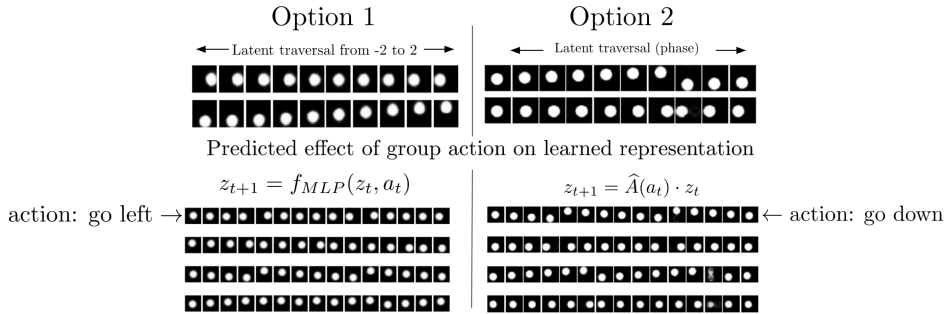 Option 1
Option 2
Latent traversal from -2 to 2
Latent traversal (phase)
Predicted effect of group action on learned representation
z_{t+1} = f_{MLP}(z_t, a_t)
z_{t+1} = \widehat{A}(a_t) · z_t
action: go left
action: go down